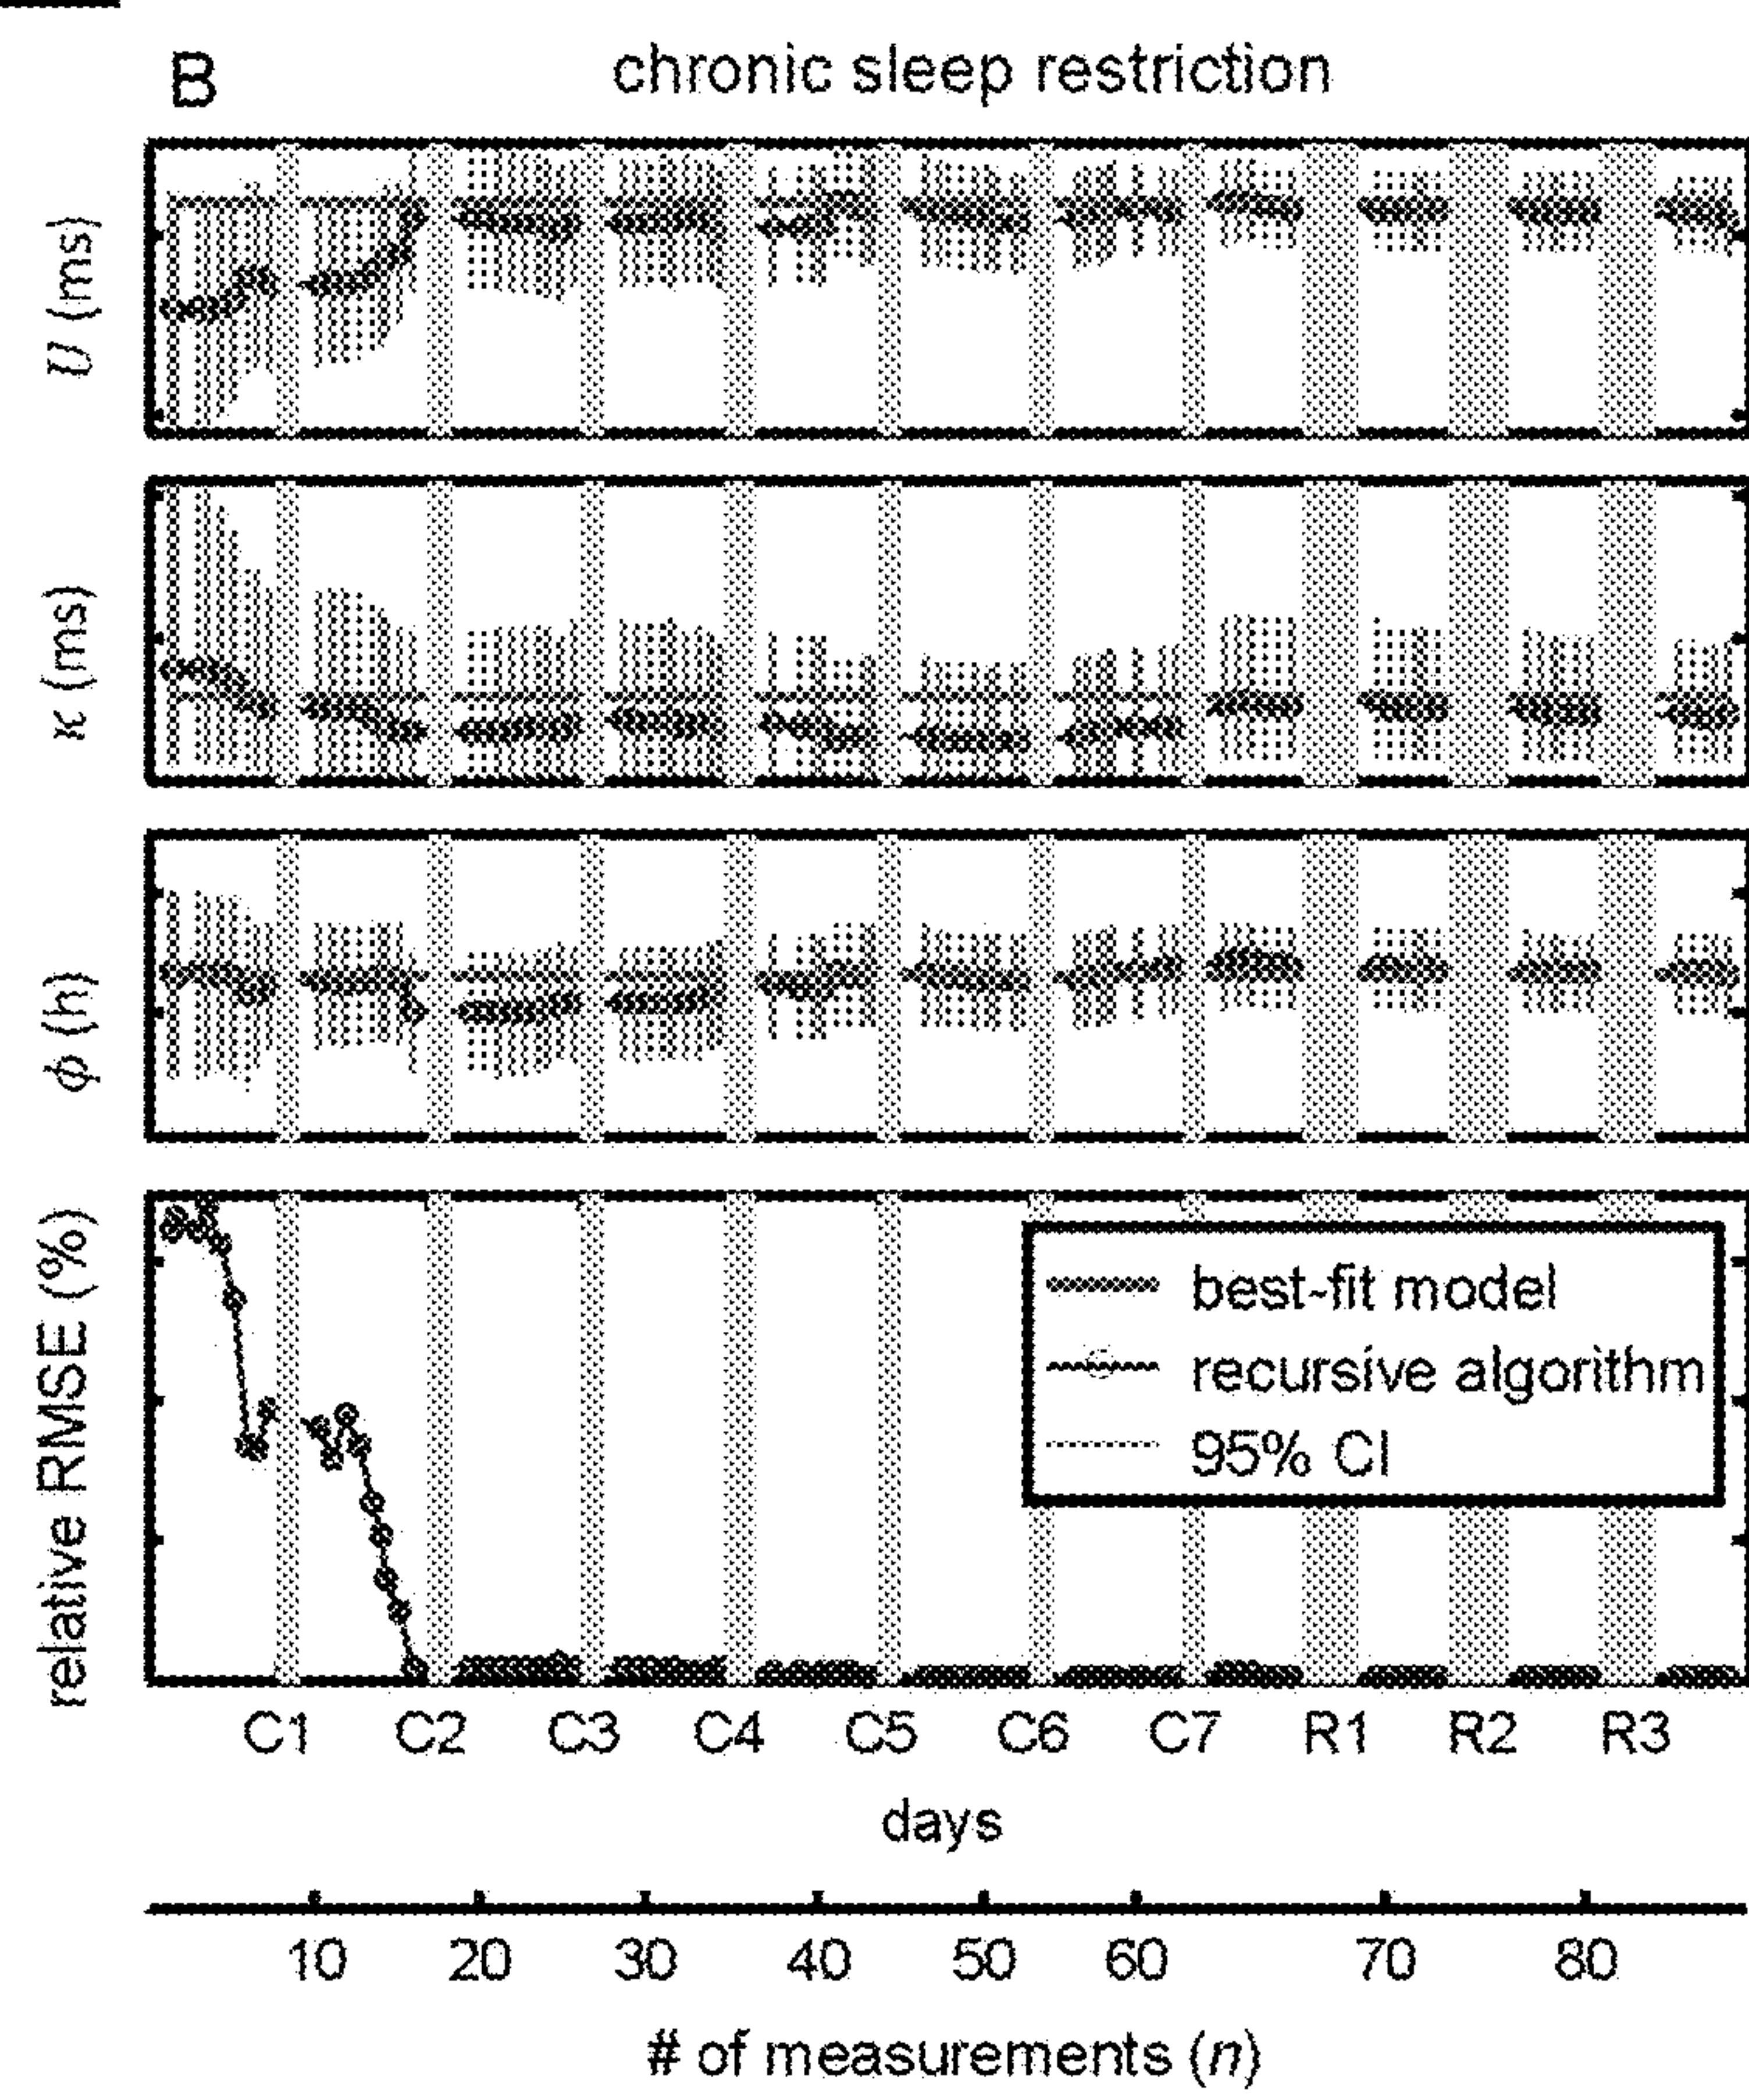 B
chronic sleep restriction
U (ms)
κ (ms)
ϕ (h)
relative RMSE (%)
best-fit model
recursive algorithm
95% CI
C1 C2 C3 C4 C5 C6 C7 R1 R2 R3
days
10 20 30 40 50 60 70 80
# of measurements (n)